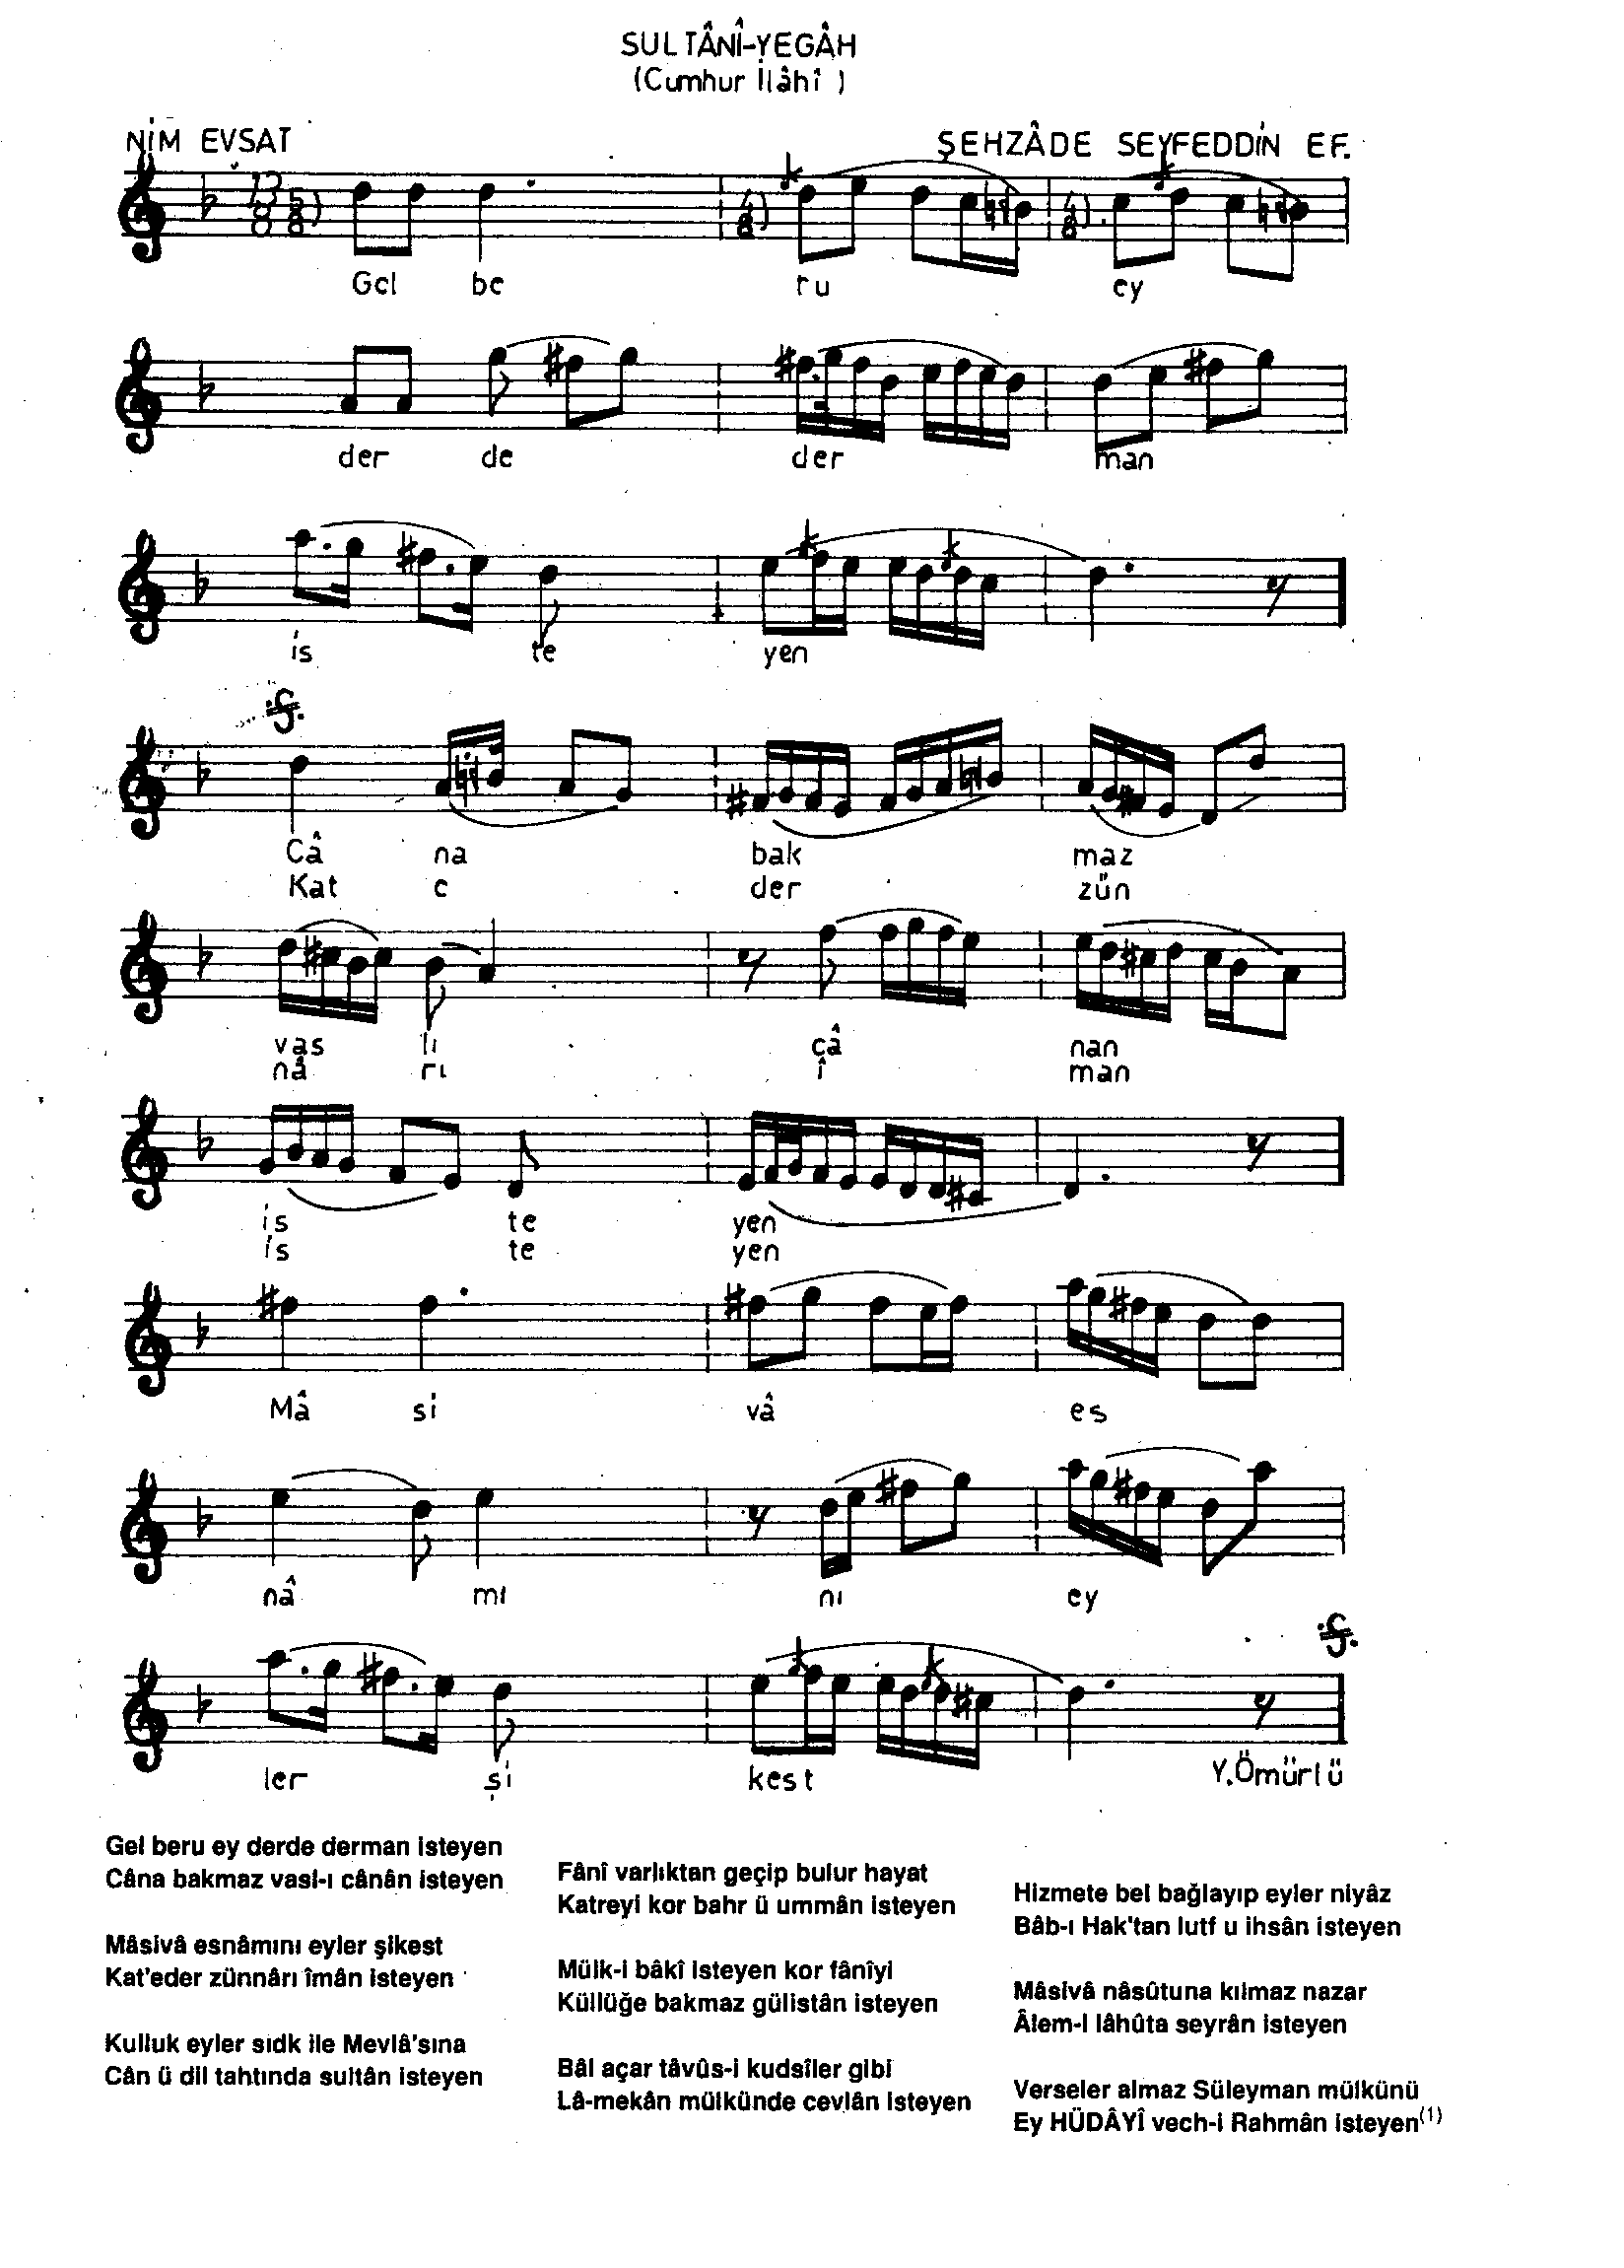 SULTÂNÎ-YEGÂH
(Cumhur İlâhî)
NİM EVSAT
ŞEHZÂDE SEYFEDDİN EF.
13/8 5/8) 4/8) 4/8)
Gel be ru ey
der de der man
is te yen
Câ na bak maz
Kat e der zün
vas lı câ nan
nâ rı î man
is te yen
is te yen
Mâ si vâ es
nâ mı nı ey
ler şi kest
Y.Ömürlü
Gel beru ey derde derman isteyen
Câna bakmaz vasl-ı cânân isteyen
Mâsivâ esnâmını eyler şikest
Kat'eder zünnârı îmân isteyen
Kulluk eyler sıdk ile Mevlâ'sına
Cân ü dil tahtında sultân isteyen
Fânî varlıktan geçip bulur hayat
Katreyi kor bahr ü ummân isteyen
Mülk-i bâkî isteyen kor fânîyi
Küllüğe bakmaz gülistân isteyen
Bâl açar tâvûs-i kudsîler gibi
Lâ-mekân mülkünde cevlân isteyen
Hizmete bel bağlayıp eyler niyâz
Bâb-ı Hak'tan lutf u ihsân isteyen
Mâsivâ nâsûtuna kılmaz nazar
Âlem-i lâhûta seyrân isteyen
Verseler almaz Süleyman mülkünü
Ey HÜDÂYÎ vech-i Rahmân isteyen(1)